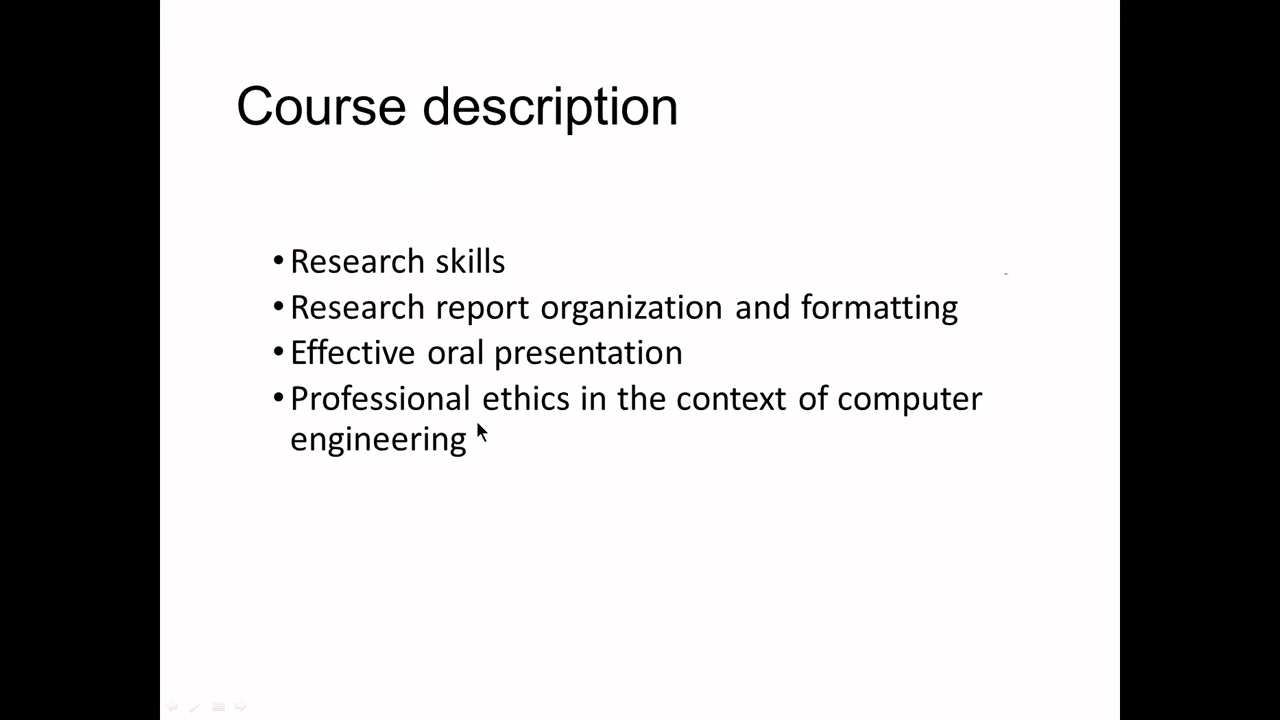 Course description
•Research skills
•Research report organization and formatting
•Effective oral presentation
•Professional ethics in the context of computer
engineering